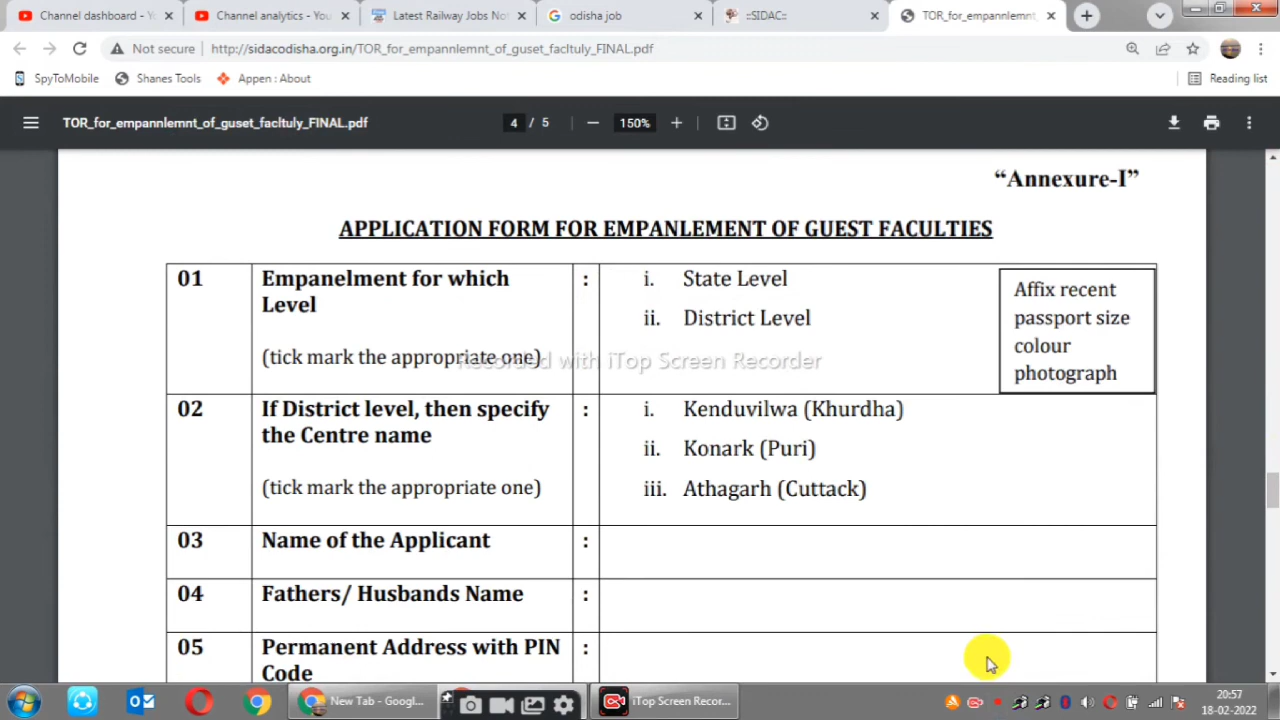 Channel dashboard - Y
Channel analytics - You
Latest Railway Jobs Not
odisha job
::SIDAC::
TOR_for_empannlemnt
Not secure
http://sidacodisha.org.in/TOR_for_empannlemnt_of_guset_facltuly_FINAL.pdf
SpyToMobile
Shanes Tools
Appen : About
Reading list
TOR_for_empannlemnt_of_guset_facltuly_FINAL.pdf
4 / 5
150%
“Annexure-I”
APPLICATION FORM FOR EMPANLEMENT OF GUEST FACULTIES
01
Empanelment for which
Level
(tick mark the appropriate one)
:
i. State Level
ii. District Level
Affix recent
passport size
colour
photograph
Recorded with iTop Screen Recorder
02
If District level, then specify
the Centre name
(tick mark the appropriate one)
:
i. Kenduvilwa (Khurdha)
ii. Konark (Puri)
iii. Athagarh (Cuttack)
03 Name of the Applicant :
04 Fathers/ Husbands Name :
05 Permanent Address with PIN :
Code
New Tab - Googl...
iTop Screen Recor...
20:57
18-02-2022